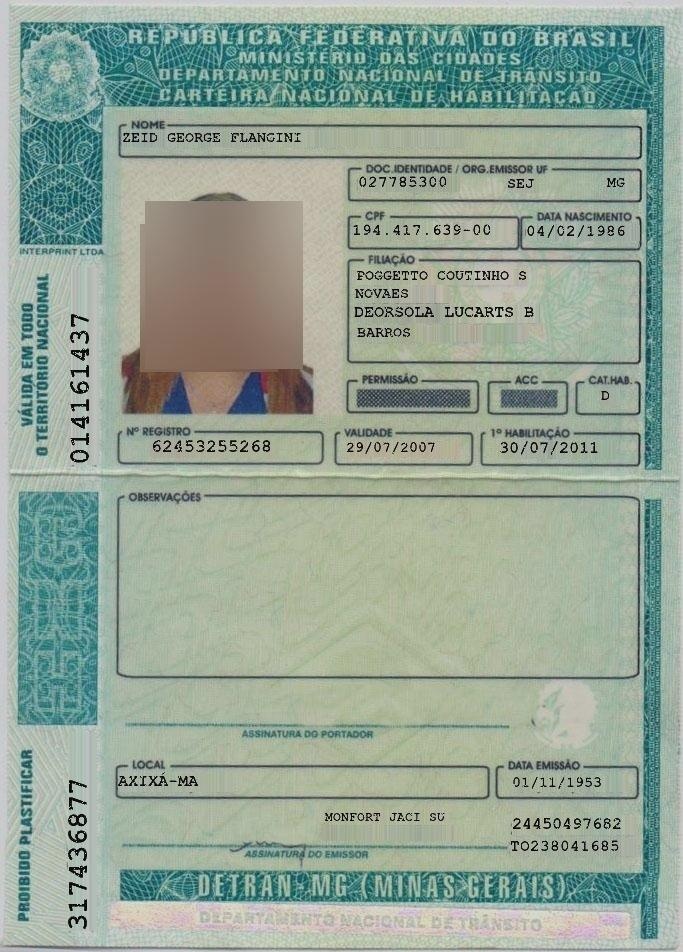 REPÚBLICA FEDERATIVA DO BRASIL
MINISTÉRIO DAS CIDADES
DEPARTAMENTO NACIONAL DE TRÂNSITO
CARTEIRA NACIONAL DE HABILITAÇÃO
NOME
ZEID GEORGE FLANGINI
DOC.IDENTIDADE / ORG.EMISSOR UF
027785300 SEJ MG
CPF DATA NASCIMENTO
194.417.639-00 04/02/1986
FILIAÇÃO
POGGETTO COUTINHO S
NOVAES
DEORSOLA LUCARTS B
BARROS
PERMISSÃO ACC CAT.HAB.
D
Nº REGISTRO VALIDADE 1ª HABILITAÇÃO
62453255268 29/07/2007 30/07/2011
INTERPRINT LTDA
VÁLIDA EM TODO
O TERRITÓRIO NACIONAL
014161437
OBSERVAÇÕES
ASSINATURA DO PORTADOR
LOCAL DATA EMISSÃO
AXIXÁ-MA 01/11/1953
MONFORT JACI SU
24450497682
TO238041685
ASSINATURA DO EMISSOR
PROIBIDO PLASTIFICAR
317436877
DETRAN-MG (MINAS GERAIS)
DEPARTAMENTO NACIONAL DE TRÂNSITO